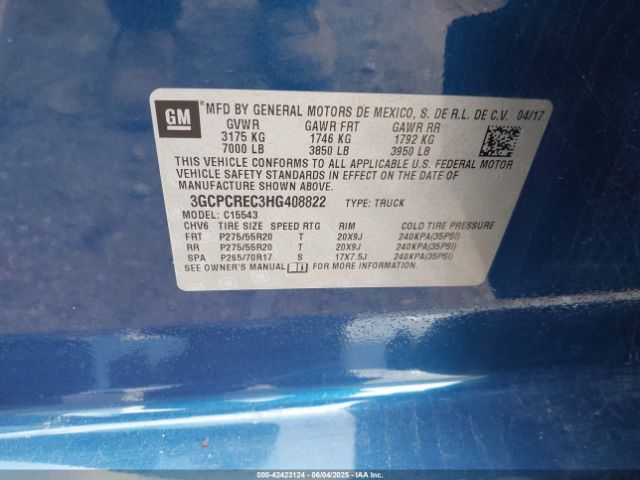 GM
MFD BY GENERAL MOTORS DE MEXICO, S. DE R.L. DE C.V. 04/17
GVWR GAWR FRT GAWR RR
3175 KG 1746 KG 1792 KG
7000 LB 3850 LB 3950 LB
THIS VEHICLE CONFORMS TO ALL APPLICABLE U.S. FEDERAL MOTOR
VEHICLE SAFETY STANDARDS IN EFFECT ON THE DATE OF
MANUFACTURE SHOWN ABOVE.
3GCPCREC3HG408822 TYPE: TRUCK
MODEL: C15543
CHV6 TIRE SIZE SPEED RTG RIM COLD TIRE PRESSURE
FRT P275/55R20 T 20X9J 240KPA(35PSI)
RR P275/55R20 T 20X9J 240KPA(35PSI)
SPA P265/70R17 S 17X7.5J 240KPA(35PSI)
SEE OWNER'S MANUAL FOR MORE INFORMATION.
000-42423124 | 06/04/2025 - IAA Inc.